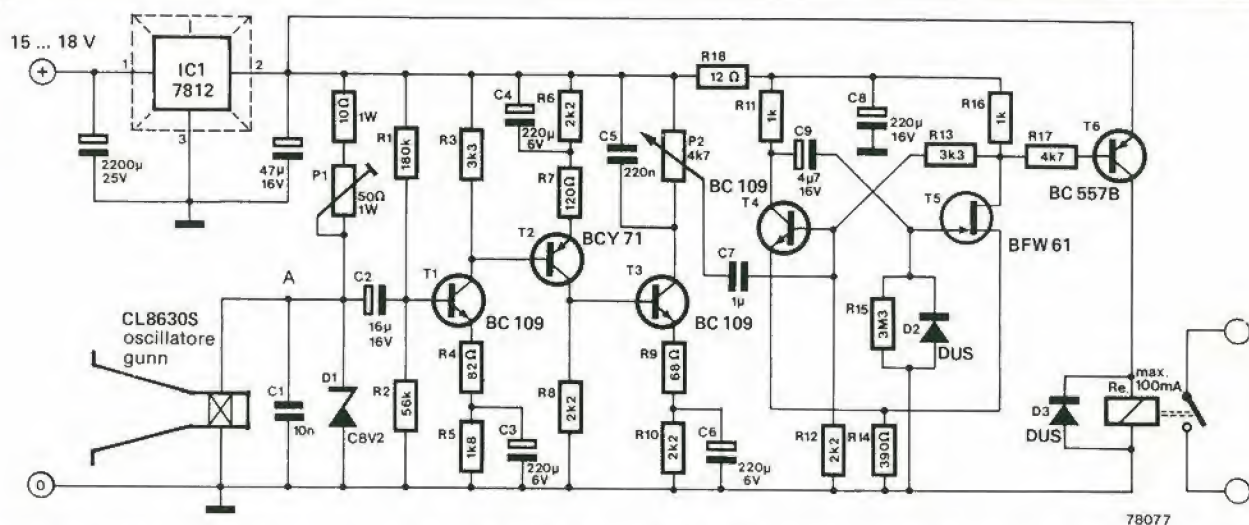 15 ... 18 V
+
1
IC1
7812
2
3
2200µ
25V
47µ
16V
10Ω
1W
P1
50Ω
1W
R1
180k
R3
3k3
C4
220µ
6V
R6
2k2
R7
120Ω
C5
220n
P2
4k7
R18
12 Ω
R11
1k
C9
4µ7
16V
C8
220µ
16V
R13
3k3
R16
1k
R17
4k7
T6
BC 557B
BC 109
T4
T5
BFW 61
T2
BCY 71
C7
1µ
T1
BC 109
T3
BC 109
A
C2
16µ
16V
CL8630S
oscillatore
gunn
C1
10n
D1
C8V2
R2
56k
R4
82Ω
R5
1k8
C3
220µ
6V
R8
2k2
R9
68Ω
R10
2k2
C6
220µ
6V
R12
2k2
R14
390Ω
R15
3M3
D2
DUS
D3
DUS
Re.
max.
100mA
0
78077